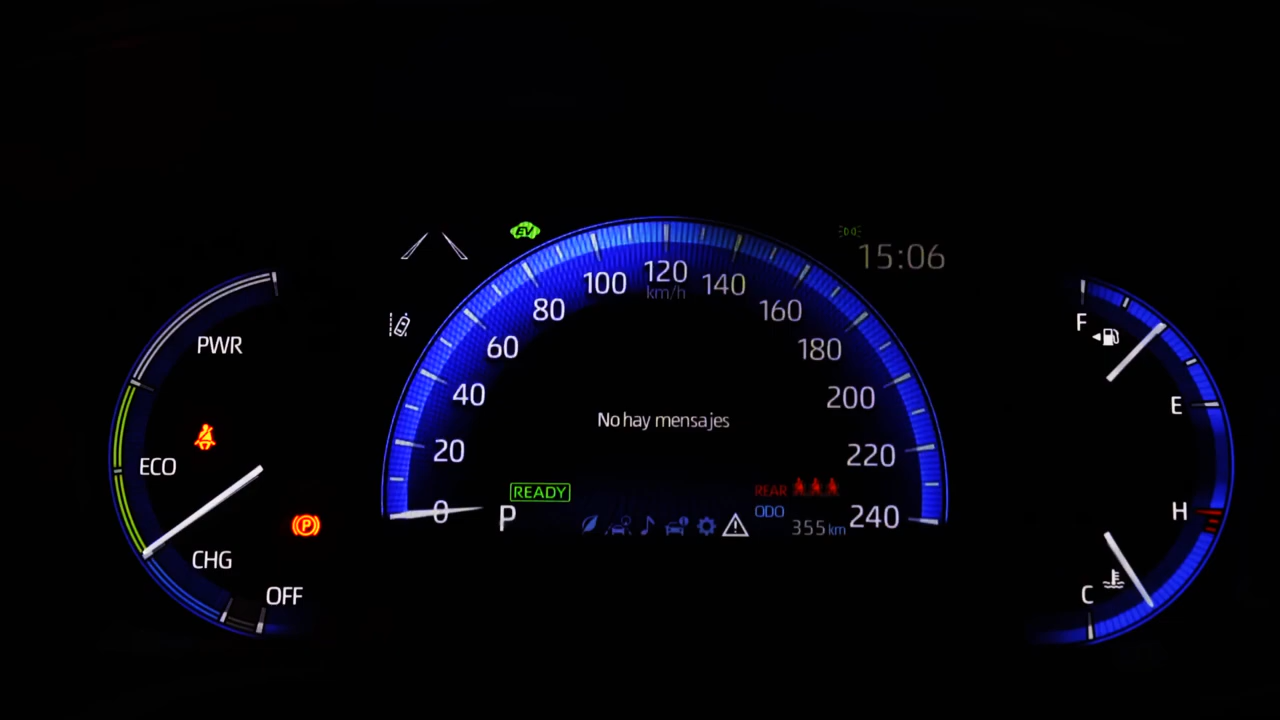 EV
15:06
PWR
ECO
CHG
OFF
0
20
40
60
80
100
120
km/h
140
160
180
200
220
240
No hay mensajes
READY
P
REAR
ODO
355 km
P
F
E
H
C